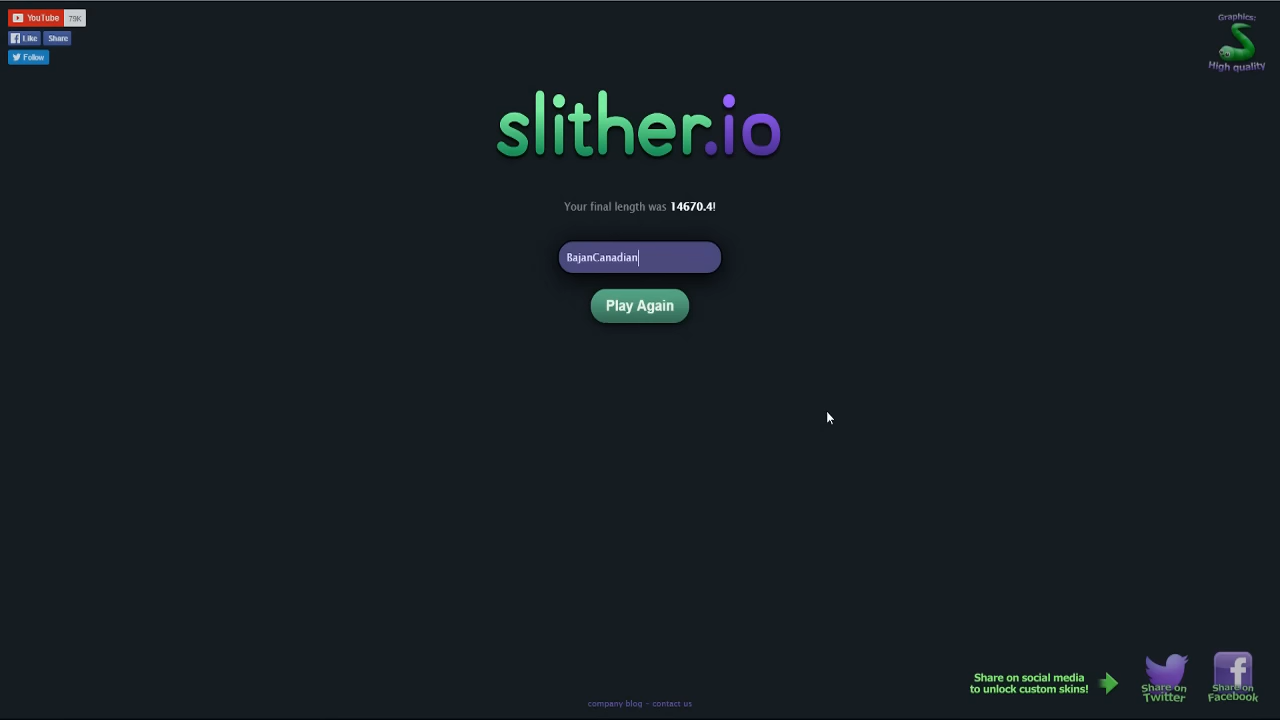 YouTube 79K
Like Share
Follow
Graphics:
High quality
slither.io
Your final length was 14670.4!
BajanCanadian
Play Again
Share on social media
to unlock custom skins!
Share on
Twitter
Share on
Facebook
company blog - contact us